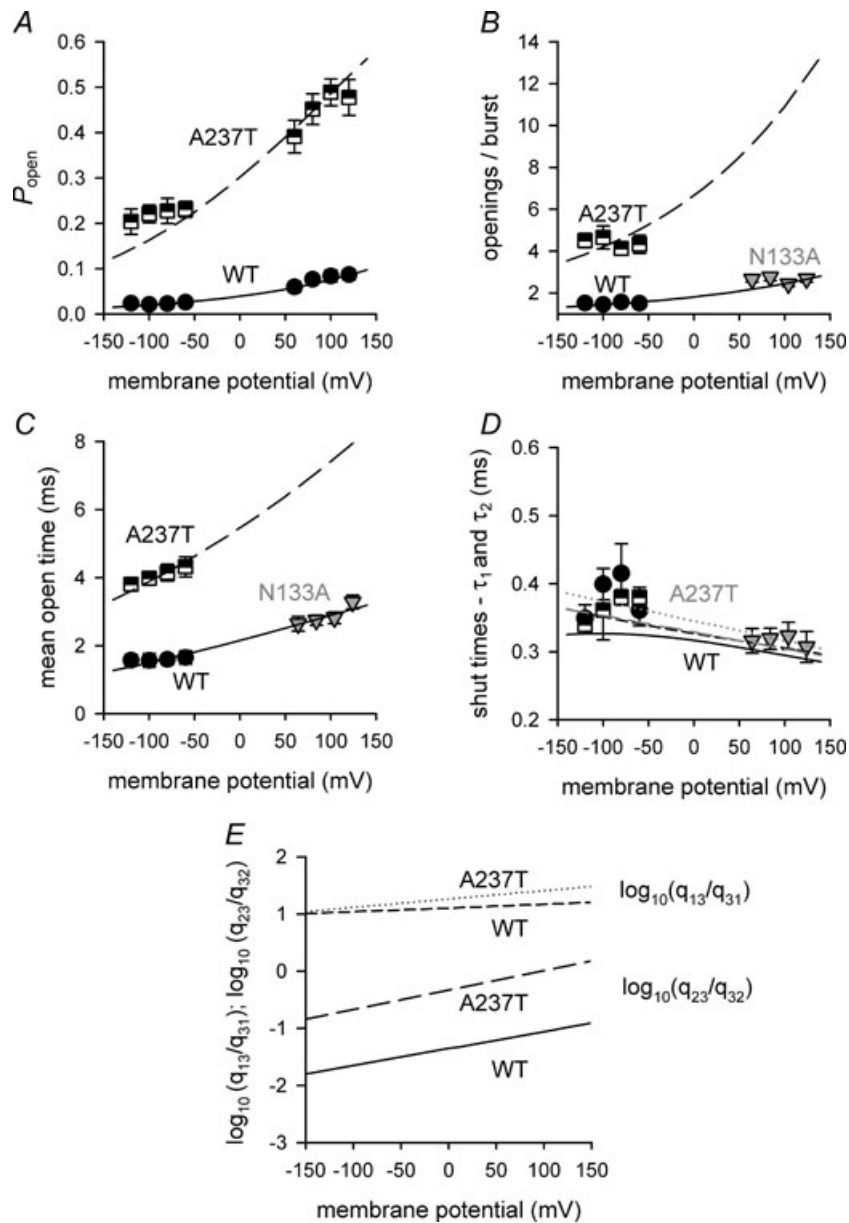 A
0.6
0.5
0.4
0.3
0.2
0.1
0.0
P_open
A237T
WT
-150 -100 -50 0 50 100 150
membrane potential (mV)
B
14
12
10
8
6
4
2
openings / burst
A237T
N133A
WT
-150 -100 -50 0 50 100 150
membrane potential (mV)
C
8
6
4
2
0
mean open time (ms)
A237T
N133A
WT
-150 -100 -50 0 50 100 150
membrane potential (mV)
D
0.6
0.5
0.4
0.3
0.2
shut times - τ₁ and τ₂ (ms)
A237T
WT
-150 -100 -50 0 50 100 150
membrane potential (mV)
E
2
1
0
-1
-2
-3
log₁₀ (q₁₃/q₃₁); log₁₀ (q₂₃/q₃₂)
A237T
WT
log₁₀(q₁₃/q₃₁)
A237T
WT
log₁₀(q₂₃/q₃₂)
-150 -100 -50 0 50 100 150
membrane potential (mV)